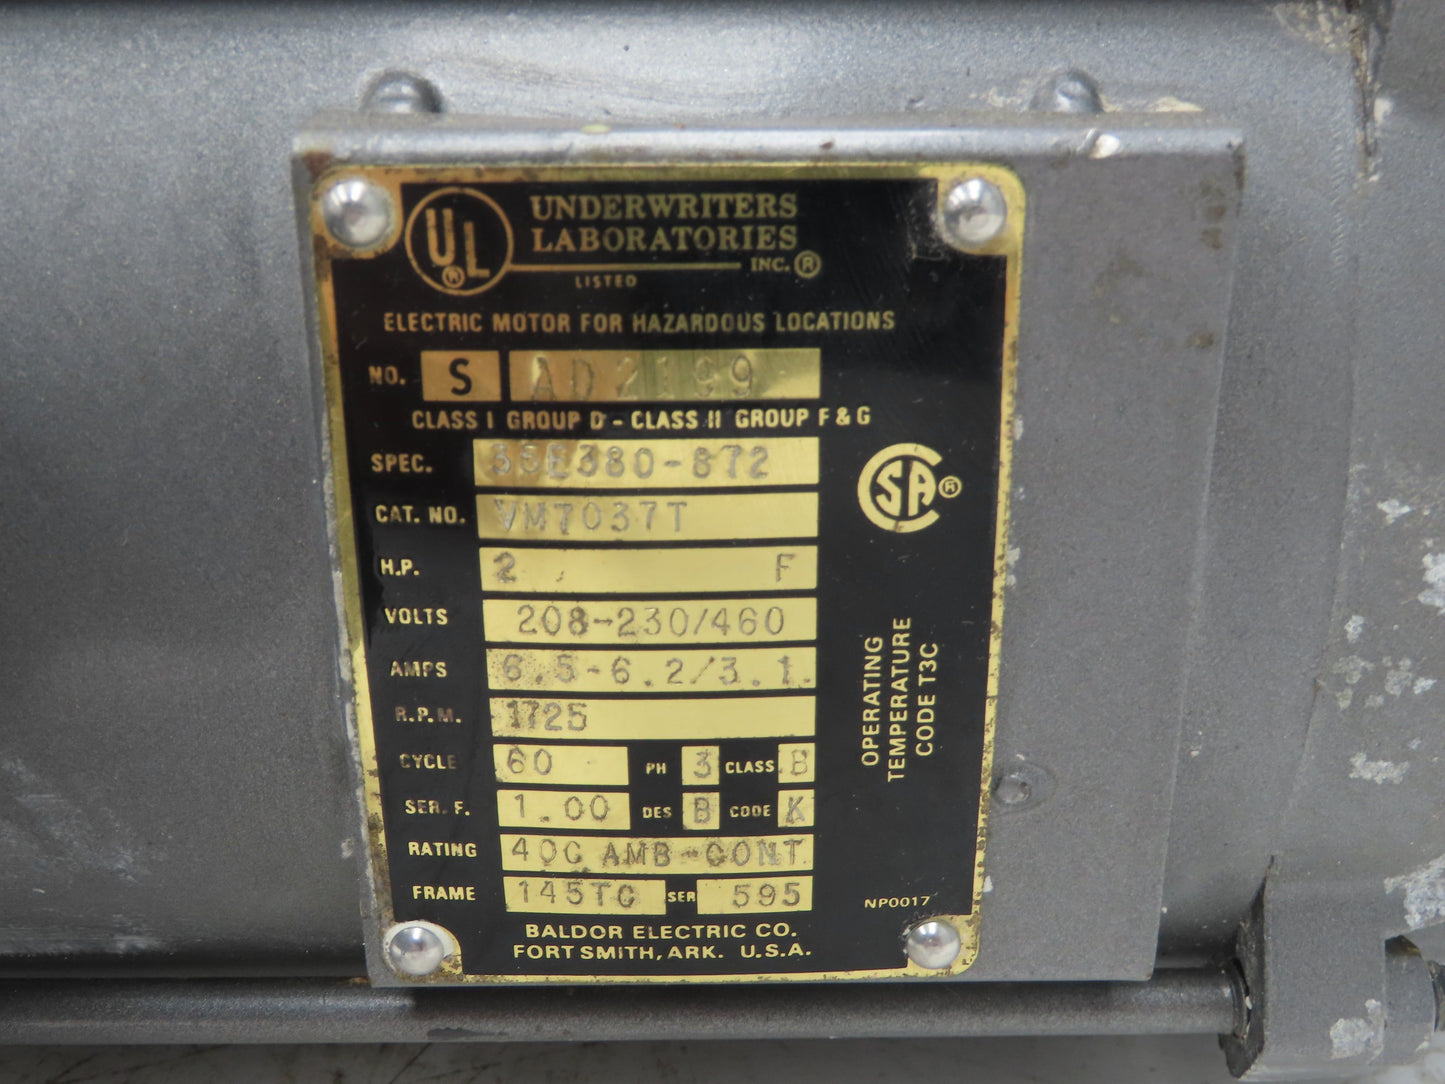 UL®
UNDERWRITERS
LABORATORIES
INC.®
LISTED
ELECTRIC MOTOR FOR HAZARDOUS LOCATIONS
NO. S AD2199
CLASS I GROUP D - CLASS II GROUP F & G
SPEC. 35E380-872
CAT. NO. VM7037T
H.P. 2 F
VOLTS 208-230/460
AMPS 6.5-6.2/3.1
R.P.M. 1725
CYCLE 60 PH 3 CLASS B
SER. F. 1.00 DES B CODE K
RATING 40C AMB-CONT
FRAME 145TC SER 595
BALDOR ELECTRIC CO.
FORT SMITH, ARK. U.S.A.
CSA®
OPERATING
TEMPERATURE
CODE T3C
NP0017